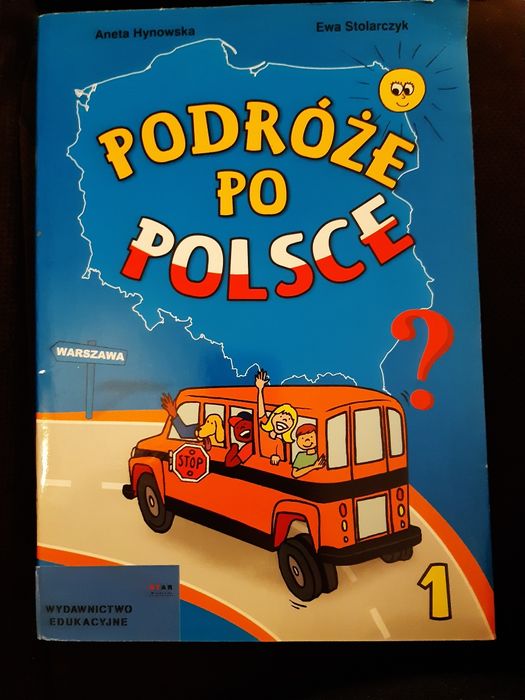 Aneta Hynowska
Ewa Stolarczyk
PODRÓŻE
PO
POLSCE
WARSZAWA
?
STOP
1
WYDAWNICTWO
EDUKACYJNE